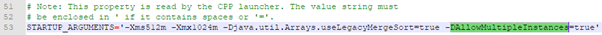 51 # Note: This property is read by the CPP launcher. The value string must
52 # be enclosed in ' if it contains spaces or '='.
53 STARTUP_ARGUMENTS='-Xms512m -Xmx1024m -Djava.util.Arrays.useLegacyMergeSort=true -DAllowMultipleInstances=true'